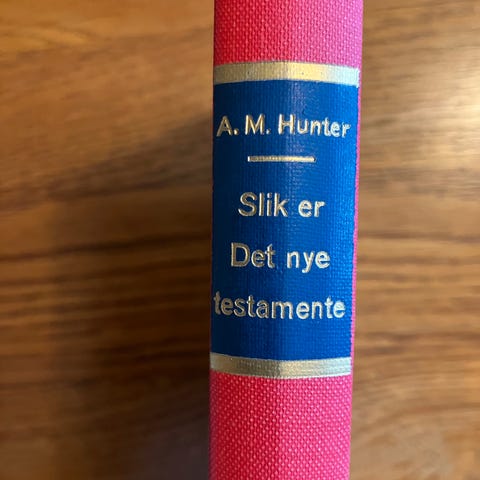 A. M. Hunter
Slik er
Det nye
testamente